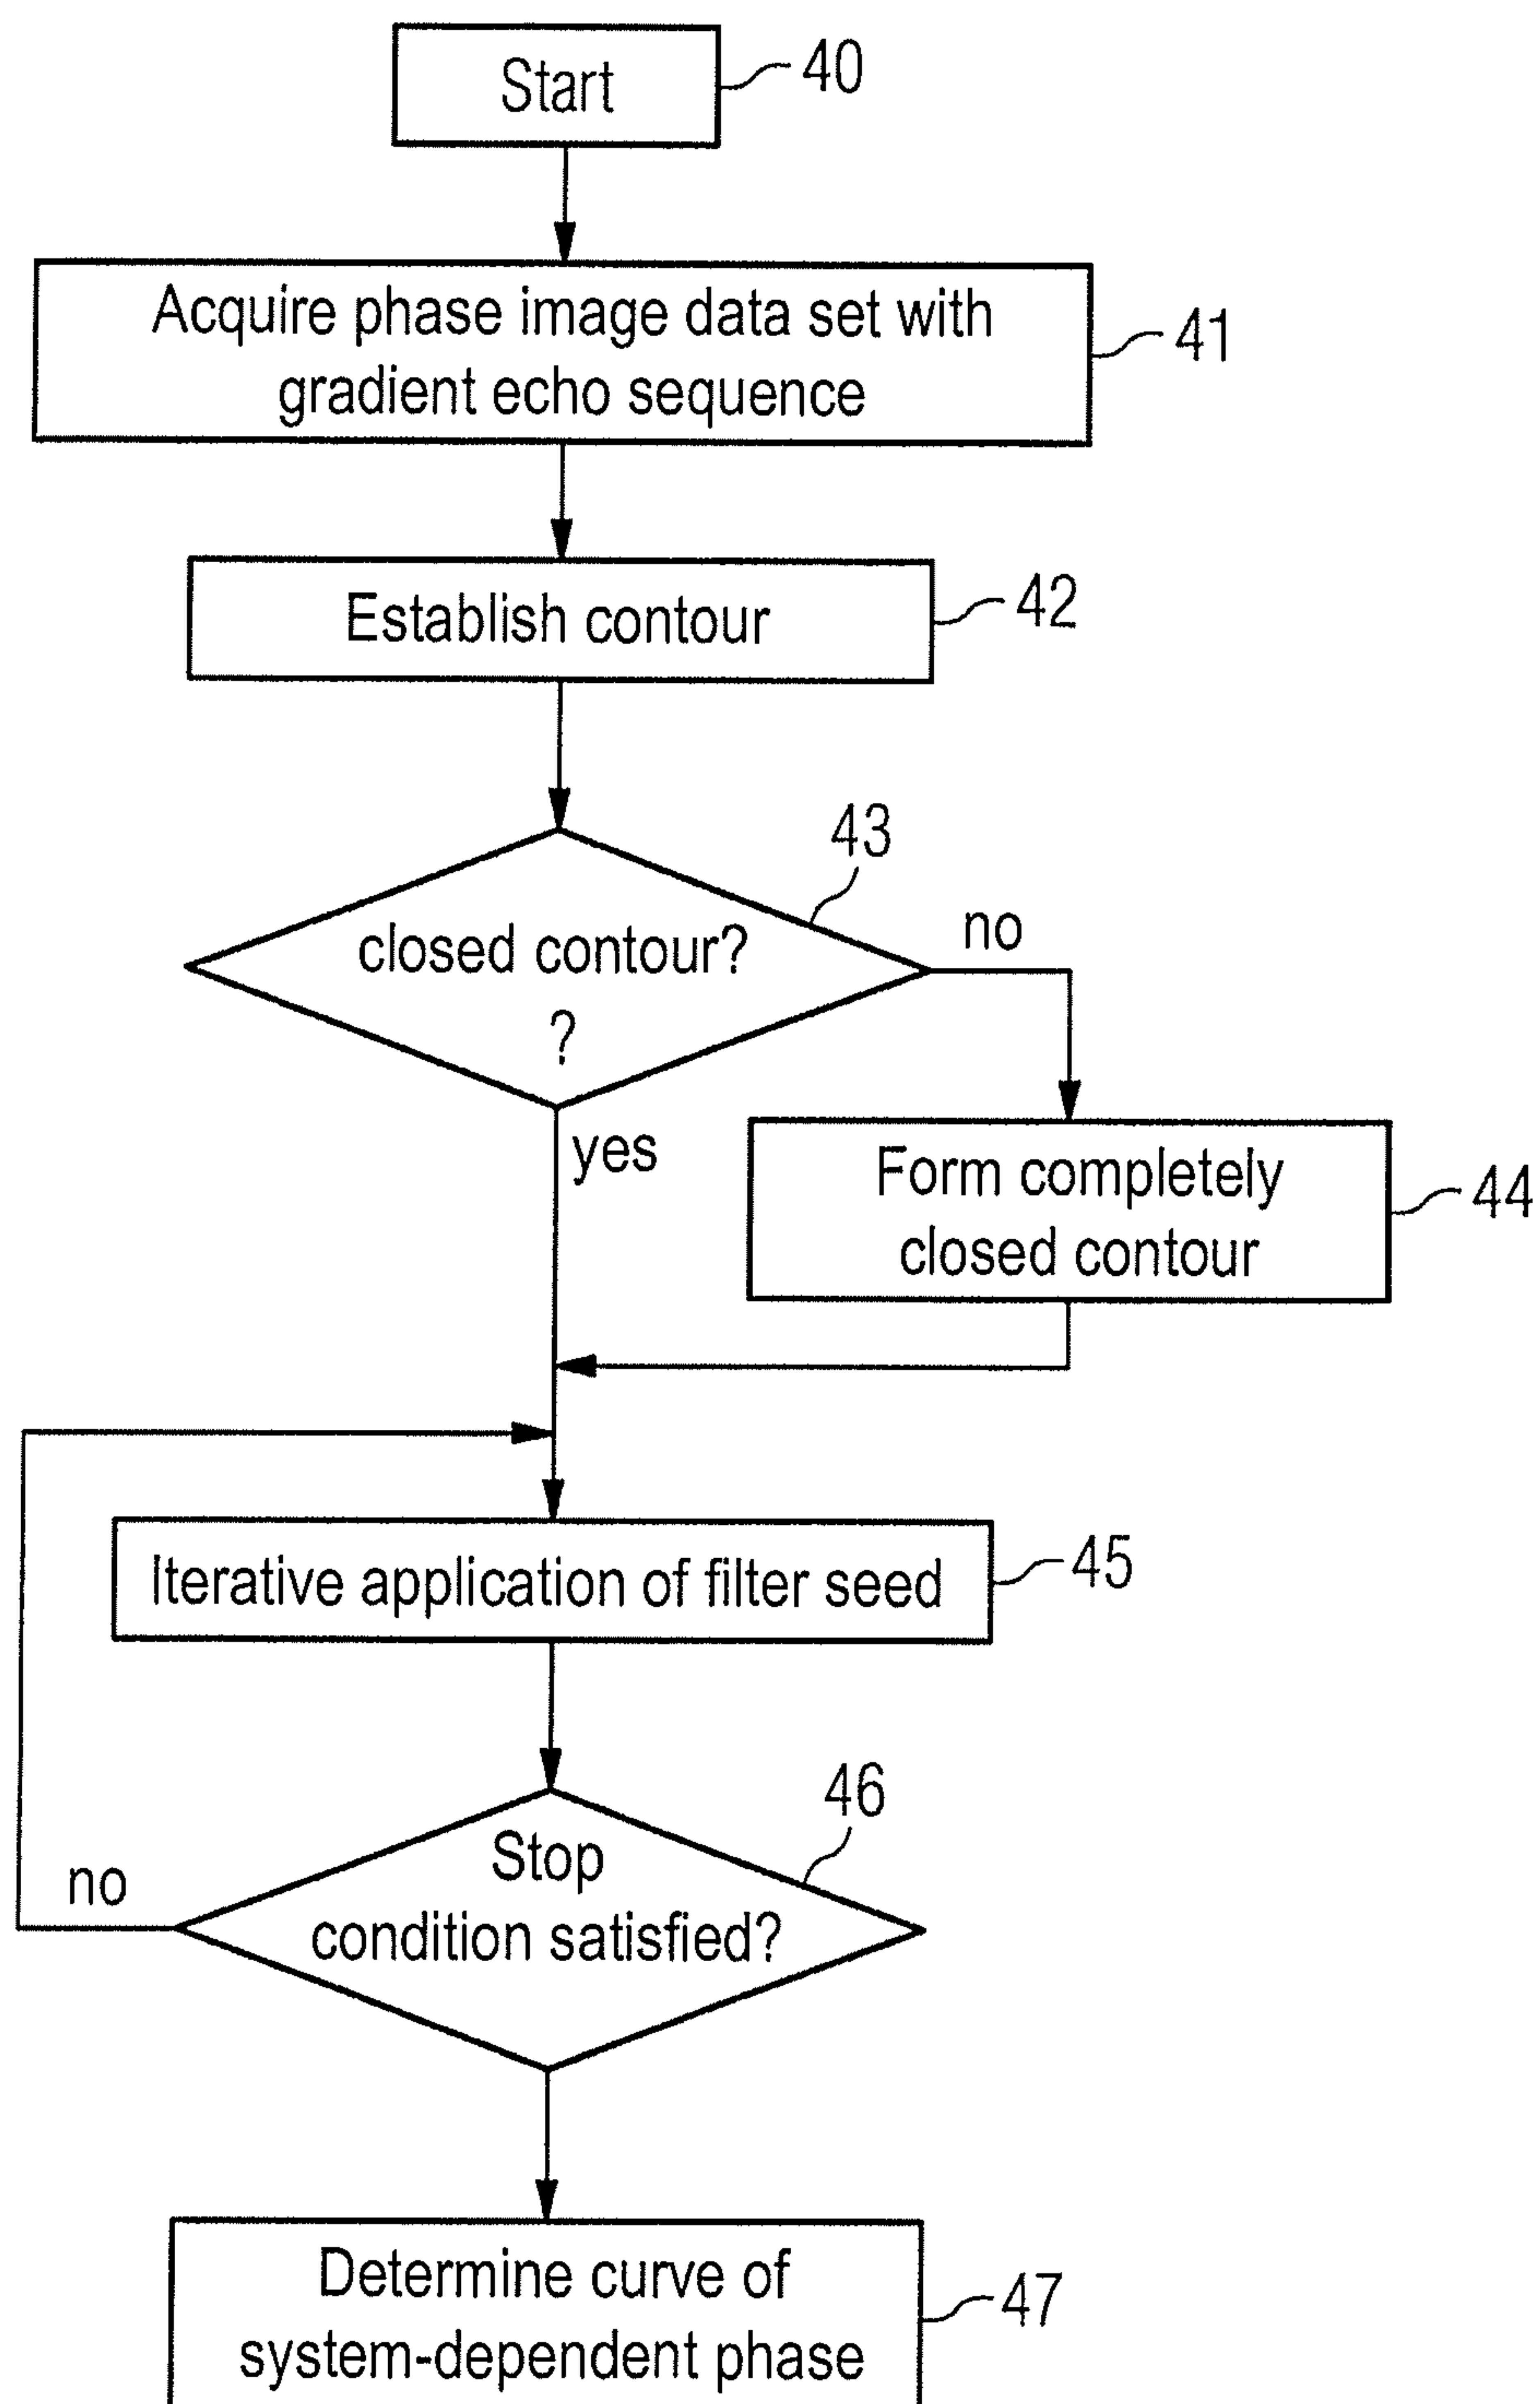 Start
40
Acquire phase image data set with
gradient echo sequence
41
Establish contour
42
43
closed contour?
?
no
yes
Form completely
closed contour
44
Iterative application of filter seed
45
46
Stop
condition satisfied?
no
Determine curve of
system-dependent phase
47